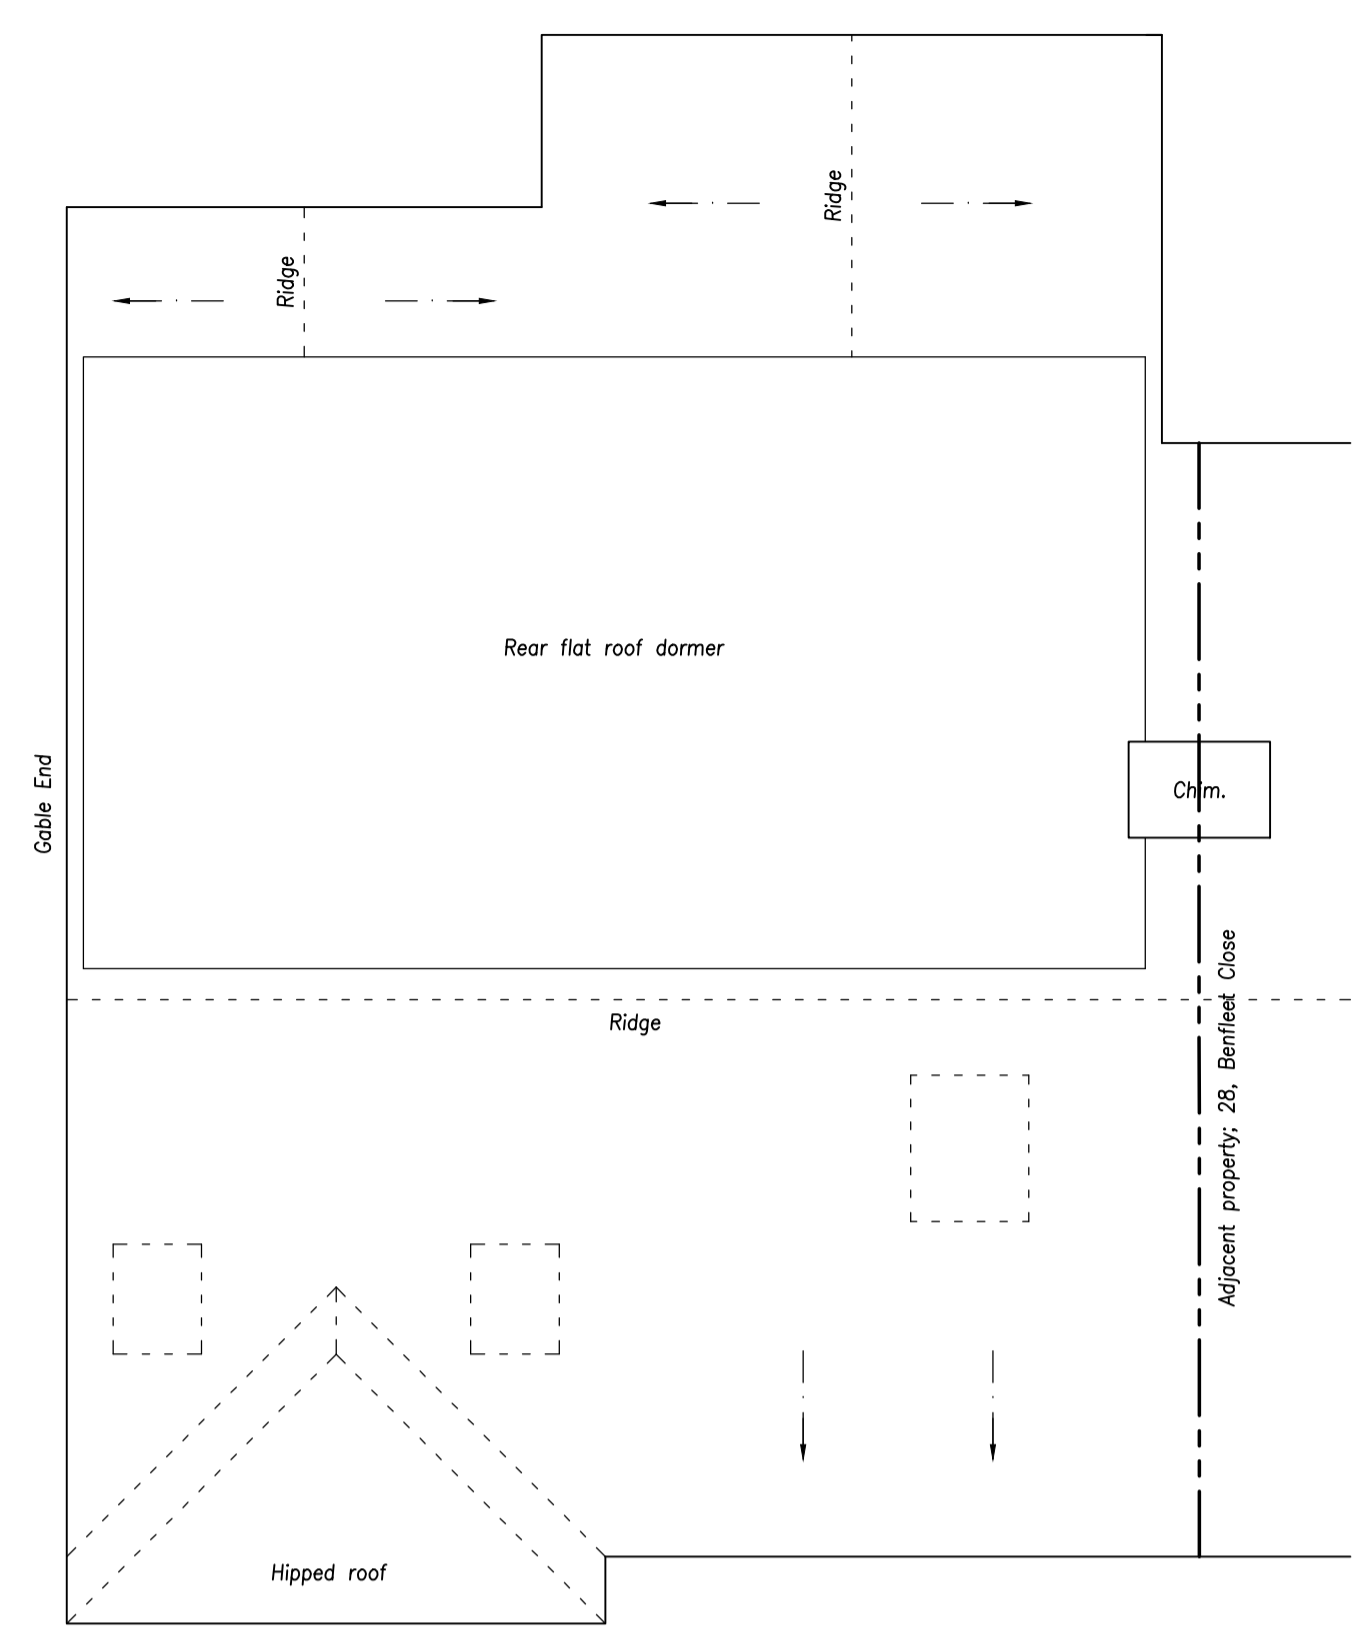 Ridge
Ridge
Rear flat roof dormer
Gable End
Chim.
Adjacent property; 28, Benfleet Close
Ridge
Hipped roof